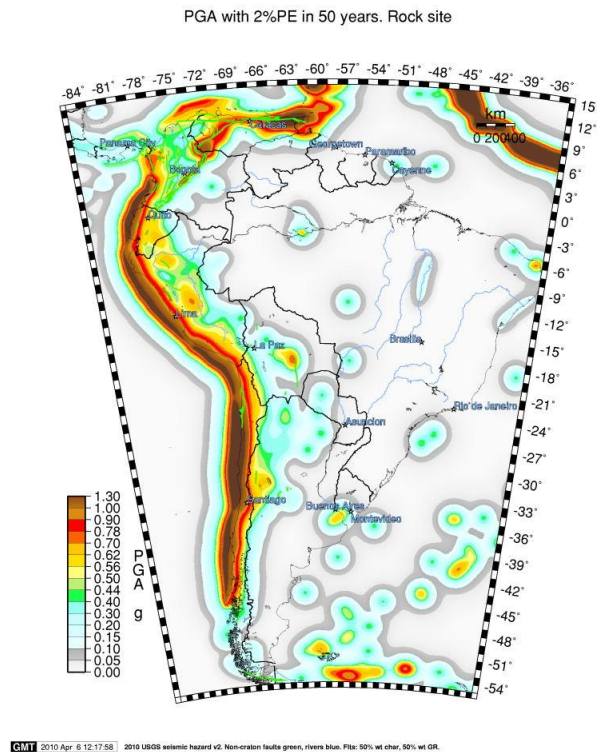 PGA with 2%PE in 50 years. Rock site
-84° -81° -78° -75° -72° -69° -66° -63° -60° -57° -54° -51° -48° -45° -42° -39° -36°
15
12°
9°
6°
3°
0°
-3°
-6°
-9°
-12°
-15°
-18°
-21°
-24°
-27°
-30°
-33°
-36°
-39°
-42°
-45°
-48°
-51°
-54°
km
0 200400
Caracas
Panama City
Georgetown
Paramaribo
Bogota
Cayenne
Quito
Lima
Brasilia
La Paz
Rio de Janeiro
Asuncion
Santiago
Buenos Aires
Montevideo
1.30
1.00
0.90
0.78
0.70
0.62
0.56
0.50
0.44
0.40
0.30
0.20
0.15
0.10
0.05
0.00
P
G
A
g
GMT 2010 Apr 6 12:17:58 2010 USGS seismic hazard v2. Non-craton faults green, rivers blue. Flts: 50% wt char, 50% wt GR.